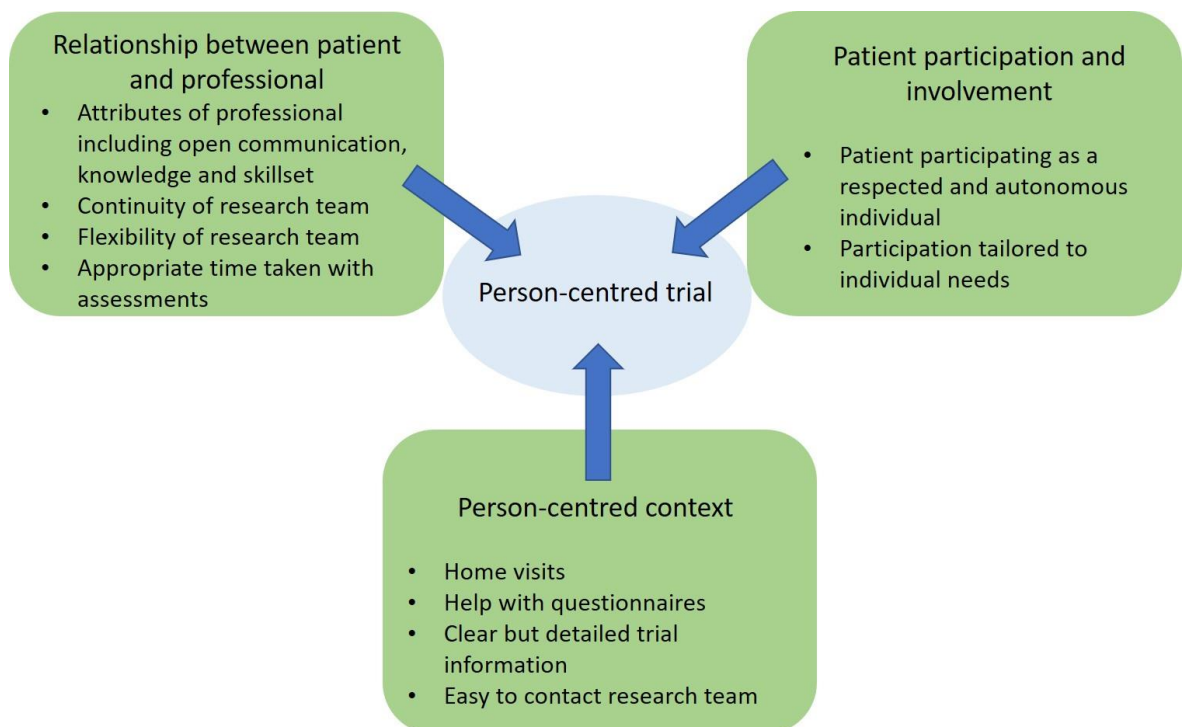 Relationship between patient
and professional
• Attributes of professional
including open communication,
knowledge and skillset
• Continuity of research team
• Flexibility of research team
• Appropriate time taken with
assessments
Patient participation and
involvement
• Patient participating as a
respected and autonomous
individual
• Participation tailored to
individual needs
Person-centred trial
Person-centred context
• Home visits
• Help with questionnaires
• Clear but detailed trial
information
• Easy to contact research team